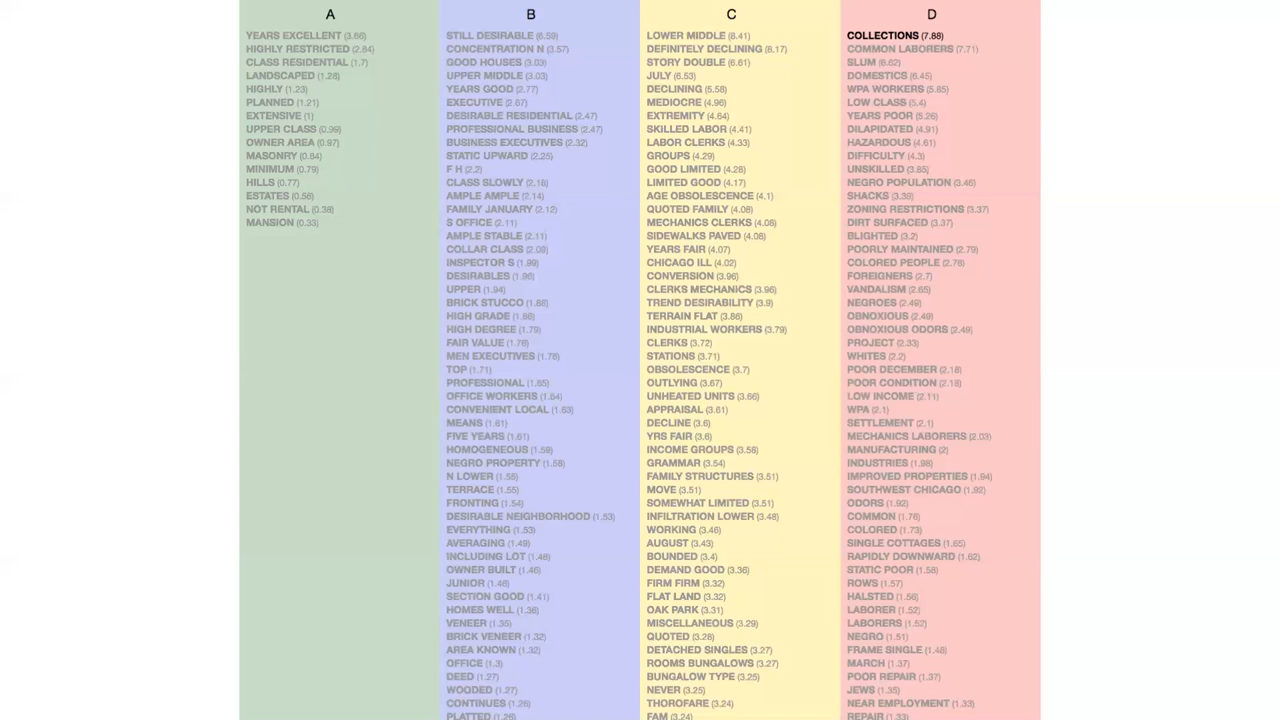 A
YEARS EXCELLENT (3.66)
HIGHLY RESTRICTED (2.84)
CLASS RESIDENTIAL (1.7)
LANDSCAPED (1.28)
HIGHLY (1.23)
PLANNED (1.21)
EXTENSIVE (1)
UPPER CLASS (0.99)
OWNER AREA (0.97)
MASONRY (0.84)
MINIMUM (0.79)
HILLS (0.77)
ESTATES (0.56)
NOT RENTAL (0.38)
MANSION (0.33)
B
STILL DESIRABLE (6.59)
CONCENTRATION N (3.57)
GOOD HOUSES (3.03)
UPPER MIDDLE (3.03)
YEARS GOOD (2.77)
EXECUTIVE (2.67)
DESIRABLE RESIDENTIAL (2.47)
PROFESSIONAL BUSINESS (2.47)
BUSINESS EXECUTIVES (2.32)
STATIC UPWARD (2.25)
F H (2.2)
CLASS SLOWLY (2.16)
AMPLE AMPLE (2.14)
FAMILY JANUARY (2.12)
S OFFICE (2.11)
AMPLE STABLE (2.11)
COLLAR CLASS (2.09)
INSPECTOR S (1.99)
DESIRABLES (1.96)
UPPER (1.94)
BRICK STUCCO (1.88)
HIGH GRADE (1.86)
HIGH DEGREE (1.79)
FAIR VALUE (1.76)
MEN EXECUTIVES (1.76)
TOP (1.71)
PROFESSIONAL (1.65)
OFFICE WORKERS (1.64)
CONVENIENT LOCAL (1.63)
MEANS (1.61)
FIVE YEARS (1.61)
HOMOGENEOUS (1.59)
NEGRO PROPERTY (1.58)
N LOWER (1.55)
TERRACE (1.55)
FRONTING (1.54)
DESIRABLE NEIGHBORHOOD (1.53)
EVERYTHING (1.53)
AVERAGING (1.49)
INCLUDING LOT (1.48)
OWNER BUILT (1.46)
JUNIOR (1.46)
SECTION GOOD (1.41)
HOMES WELL (1.36)
VENEER (1.35)
BRICK VENEER (1.32)
AREA KNOWN (1.32)
OFFICE (1.3)
DEED (1.27)
WOODED (1.27)
CONTINUES (1.26)
PLATTED (1.26)
C
LOWER MIDDLE (8.41)
DEFINITELY DECLINING (8.17)
STORY DOUBLE (6.61)
JULY (6.53)
DECLINING (5.58)
MEDIOCRE (4.96)
EXTREMITY (4.64)
SKILLED LABOR (4.41)
LABOR CLERKS (4.33)
GROUPS (4.29)
GOOD LIMITED (4.28)
LIMITED GOOD (4.17)
AGE OBSOLESCENCE (4.1)
QUOTED FAMILY (4.08)
MECHANICS CLERKS (4.08)
SIDEWALKS PAVED (4.08)
YEARS FAIR (4.07)
CHICAGO ILL (4.02)
CONVERSION (3.96)
CLERKS MECHANICS (3.96)
TREND DESIRABILITY (3.9)
TERRAIN FLAT (3.86)
INDUSTRIAL WORKERS (3.79)
CLERKS (3.72)
STATIONS (3.71)
OBSOLESCENCE (3.7)
OUTLYING (3.67)
UNHEATED UNITS (3.66)
APPRAISAL (3.61)
DECLINE (3.6)
YRS FAIR (3.6)
INCOME GROUPS (3.56)
GRAMMAR (3.54)
FAMILY STRUCTURES (3.51)
MOVE (3.51)
SOMEWHAT LIMITED (3.51)
INFILTRATION LOWER (3.48)
WORKING (3.46)
AUGUST (3.43)
BOUNDED (3.4)
DEMAND GOOD (3.36)
FIRM FIRM (3.32)
FLAT LAND (3.32)
OAK PARK (3.31)
MISCELLANEOUS (3.29)
QUOTED (3.28)
DETACHED SINGLES (3.27)
ROOMS BUNGALOWS (3.27)
BUNGALOW TYPE (3.25)
NEVER (3.25)
THOROFARE (3.24)
FAM (3.24)
D
COLLECTIONS (7.88)
COMMON LABORERS (7.71)
SLUM (6.62)
DOMESTICS (6.45)
WPA WORKERS (5.85)
LOW CLASS (5.4)
YEARS POOR (5.26)
DILAPIDATED (4.91)
HAZARDOUS (4.61)
DIFFICULTY (4.3)
UNSKILLED (3.85)
NEGRO POPULATION (3.46)
SHACKS (3.39)
ZONING RESTRICTIONS (3.37)
DIRT SURFACED (3.37)
BLIGHTED (3.2)
POORLY MAINTAINED (2.79)
COLORED PEOPLE (2.76)
FOREIGNERS (2.7)
VANDALISM (2.65)
NEGROES (2.49)
OBNOXIOUS (2.49)
OBNOXIOUS ODORS (2.49)
PROJECT (2.33)
WHITES (2.2)
POOR DECEMBER (2.18)
POOR CONDITION (2.18)
LOW INCOME (2.11)
WPA (2.1)
SETTLEMENT (2.1)
MECHANICS LABORERS (2.03)
MANUFACTURING (2)
INDUSTRIES (1.98)
IMPROVED PROPERTIES (1.94)
SOUTHWEST CHICAGO (1.92)
ODORS (1.92)
COMMON (1.76)
COLORED (1.73)
SINGLE COTTAGES (1.65)
RAPIDLY DOWNWARD (1.62)
STATIC POOR (1.58)
ROWS (1.57)
HALSTED (1.56)
LABORER (1.52)
LABORERS (1.52)
NEGRO (1.51)
FRAME SINGLE (1.48)
MARCH (1.37)
POOR REPAIR (1.37)
JEWS (1.35)
NEAR EMPLOYMENT (1.33)
REPAIR (1.33)